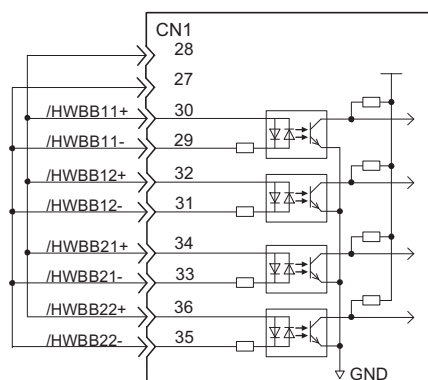 CN1
28
27
/HWBB11+ 30
/HWBB11- 29
/HWBB12+ 32
/HWBB12- 31
/HWBB21+ 34
/HWBB21- 33
/HWBB22+ 36
/HWBB22- 35
GND